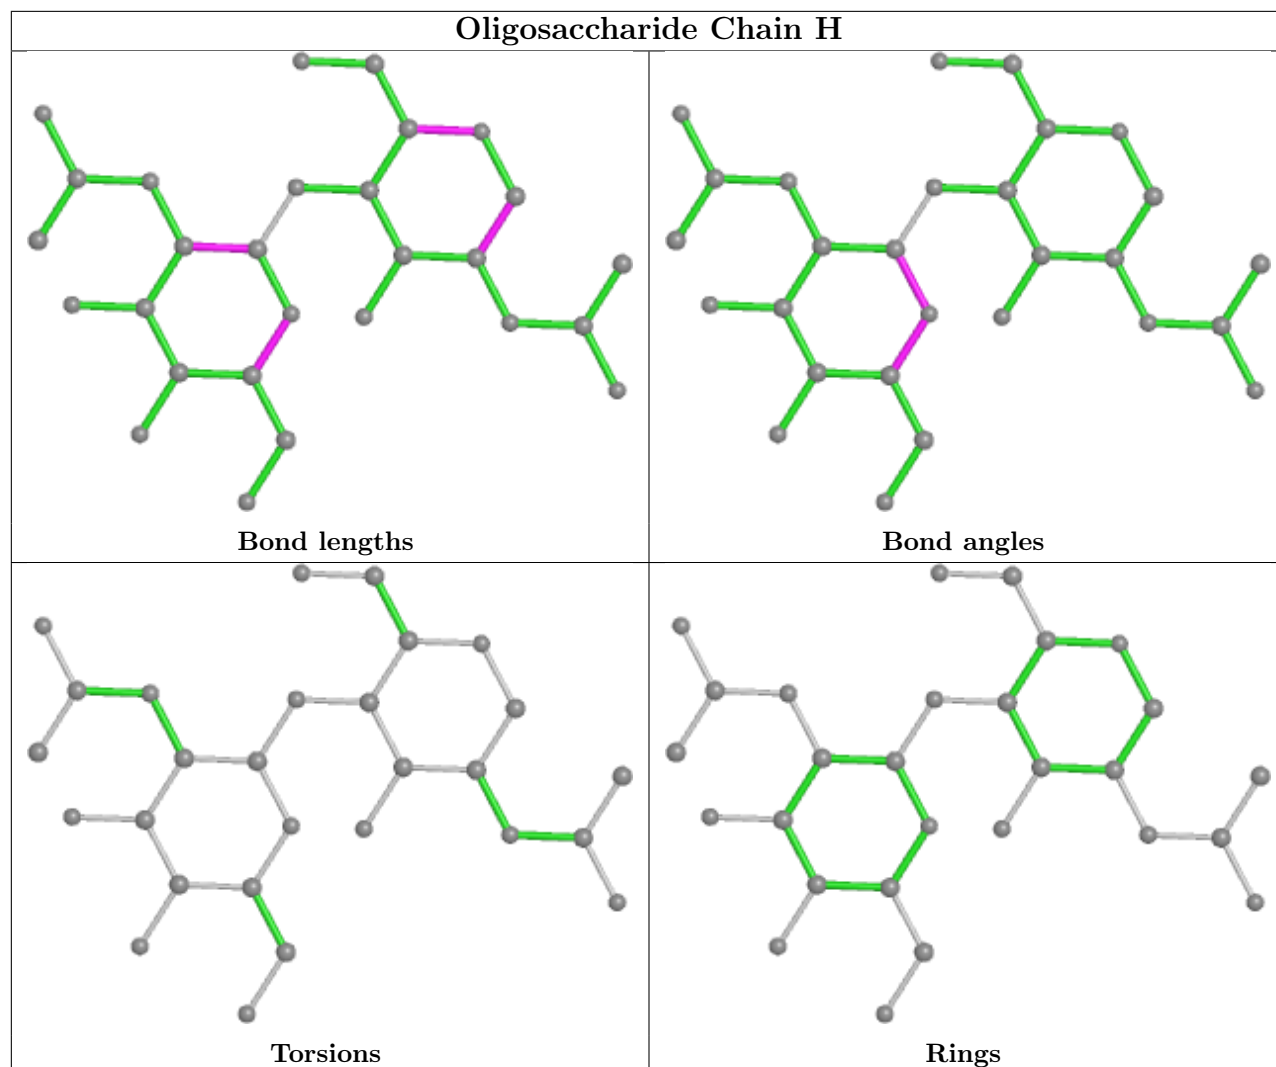 Oligosaccharide Chain H
Bond lengths
Bond angles
Torsions
Rings